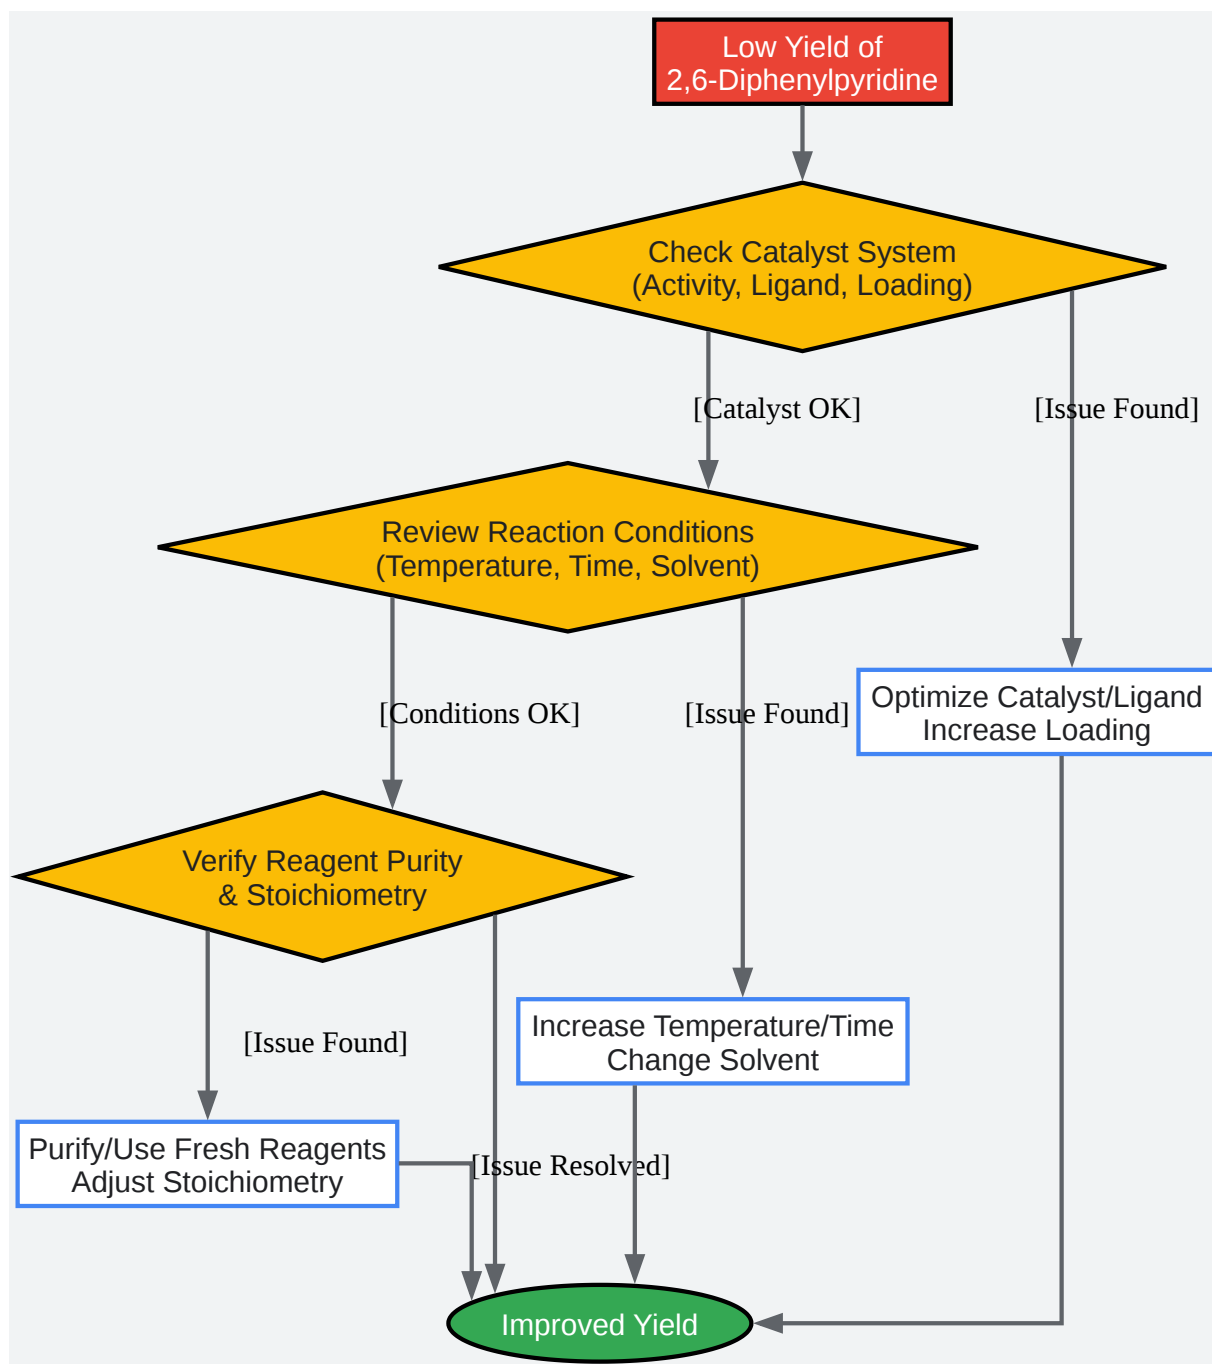 Low Yield of
2,6-Diphenylpyridine
Check Catalyst System
(Activity, Ligand, Loading)
[Catalyst OK]
[Issue Found]
Review Reaction Conditions
(Temperature, Time, Solvent)
[Conditions OK]
[Issue Found]
Optimize Catalyst/Ligand
Increase Loading
Verify Reagent Purity
& Stoichiometry
[Issue Found]
Increase Temperature/Time
Change Solvent
Purify/Use Fresh Reagents
Adjust Stoichiometry
[Issue Resolved]
Improved Yield